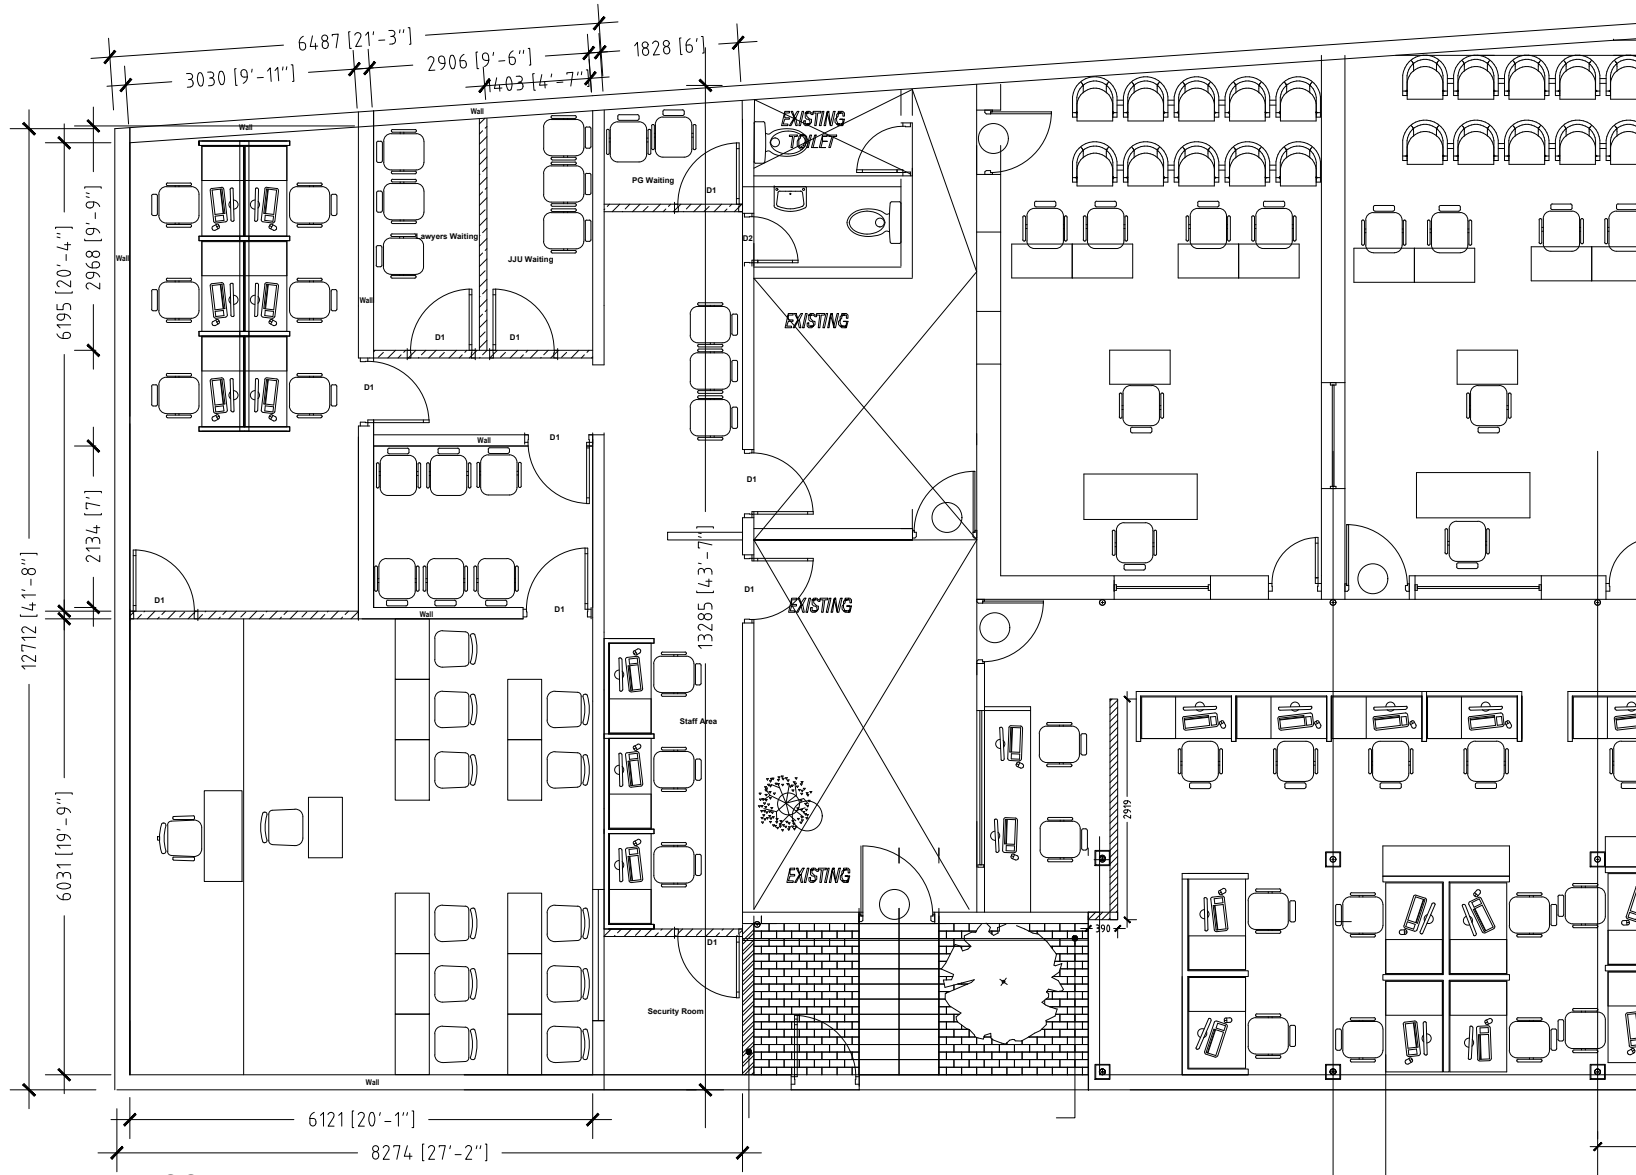 6487 [21'-3"]
1828 [6']
2906 [9'-6"]
3030 [9'-11"]
1403 [4'-7"]
Wall
EXISTING
TOILET
Wall
PG Waiting
D1
Lawyers Waiting
D2
JJU Waiting
Wall
2968 [9'-9"]
6195 [20'-4"]
Wall
EXISTING
D1
D1
D1
D1
Wall
D1
2134 [7']
13285 [43'-7"]
12712 [41'-8"]
D1
D1
D1
EXISTING
Wall
Staff Area
2919
6031 [19'-9"]
EXISTING
390
D1
Security Room
Wall
6121 [20'-1"]
8274 [27'-2"]